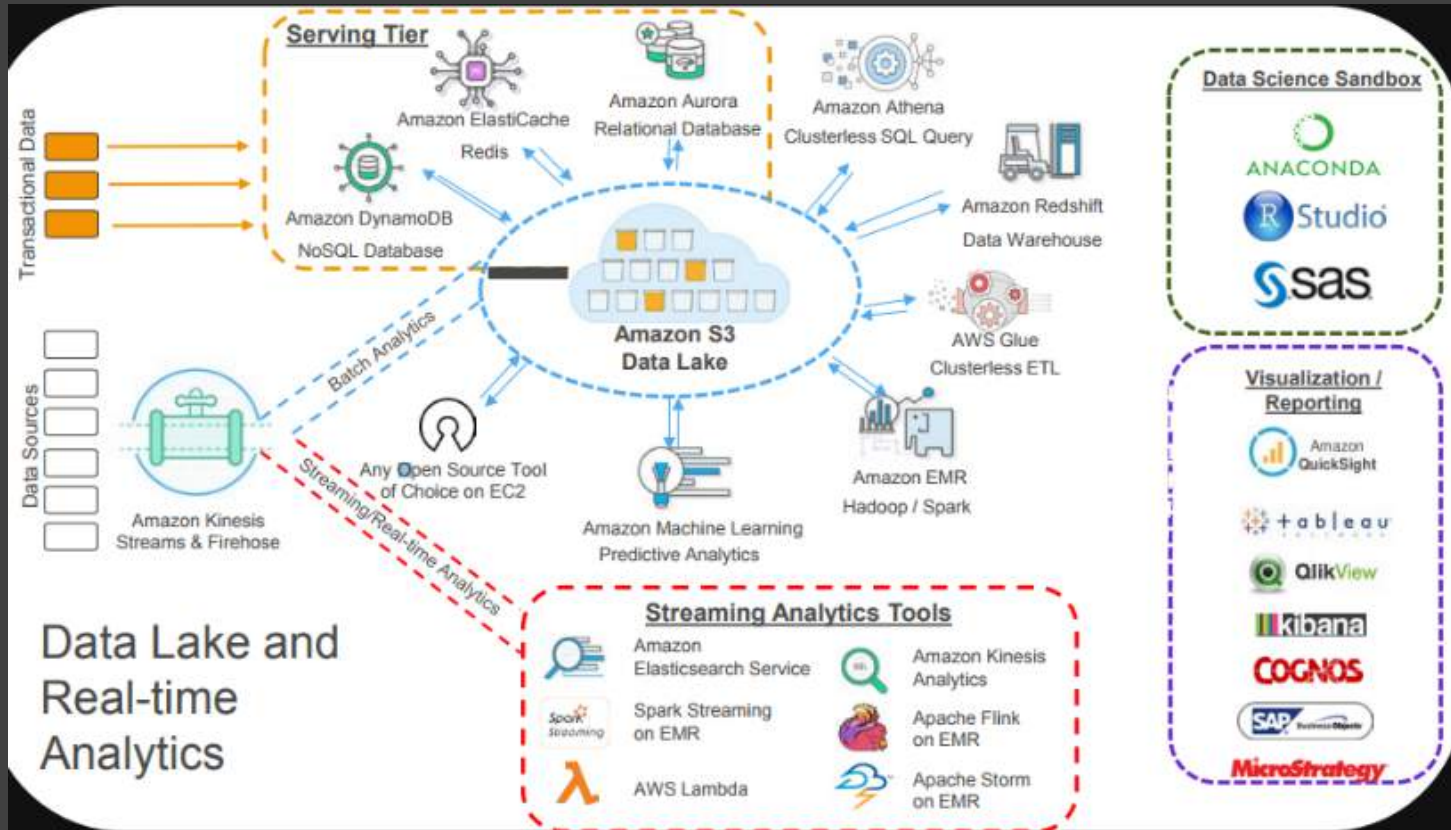 Serving Tier
Amazon ElastiCache
Redis
Amazon Aurora
Relational Database
Amazon DynamoDB
NoSQL Database
Transactional Data
Amazon Athena
Clusterless SQL Query
Amazon Redshift
Data Warehouse
AWS Glue
Clusterless ETL
Amazon EMR
Hadoop / Spark
Amazon S3
Data Lake
Batch Analytics
Data Sources
Amazon Kinesis
Streams & Firehose
Any Open Source Tool
of Choice on EC2
Amazon Machine Learning
Predictive Analytics
Streaming/Real-time Analytics
Data Lake and
Real-time
Analytics
Streaming Analytics Tools
Amazon
Elasticsearch Service
Spark
Streaming
Spark Streaming
on EMR
AWS Lambda
Amazon Kinesis
Analytics
Apache Flink
on EMR
Apache Storm
on EMR
Data Science Sandbox
ANACONDA
R Studio
sas
Visualization /
Reporting
Amazon
QuickSight
tableau
QlikView
kibana
COGNOS
SAP BusinessObjects
MicroStrategy